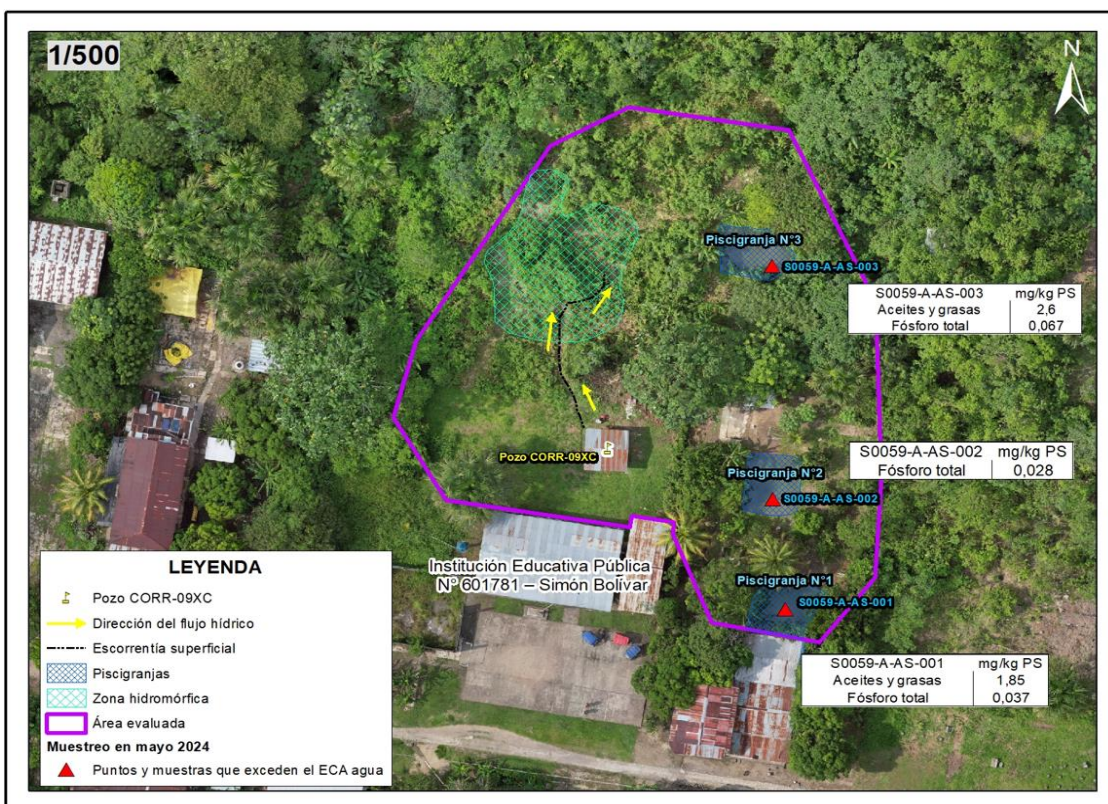 1/500
N
Piscigranja N°3
S0059-A-AS-003
S0059-A-AS-003 mg/kg PS
Aceites y grasas 2,6
Fósforo total 0,067
Pozo CORR-09XC
Piscigranja N°2
S0059-A-AS-002
S0059-A-AS-002 mg/kg PS
Fósforo total 0,028
Institución Educativa Pública
N° 601781 – Simón Bolívar
Piscigranja N°1
S0059-A-AS-001
S0059-A-AS-001 mg/kg PS
Aceites y grasas 1,85
Fósforo total 0,037
LEYENDA
Pozo CORR-09XC
Dirección del flujo hídrico
Escorrentía superficial
Piscigranjas
Zona hidromórfica
Área evaluada
Muestreo en mayo 2024
Puntos y muestras que exceden el ECA agua